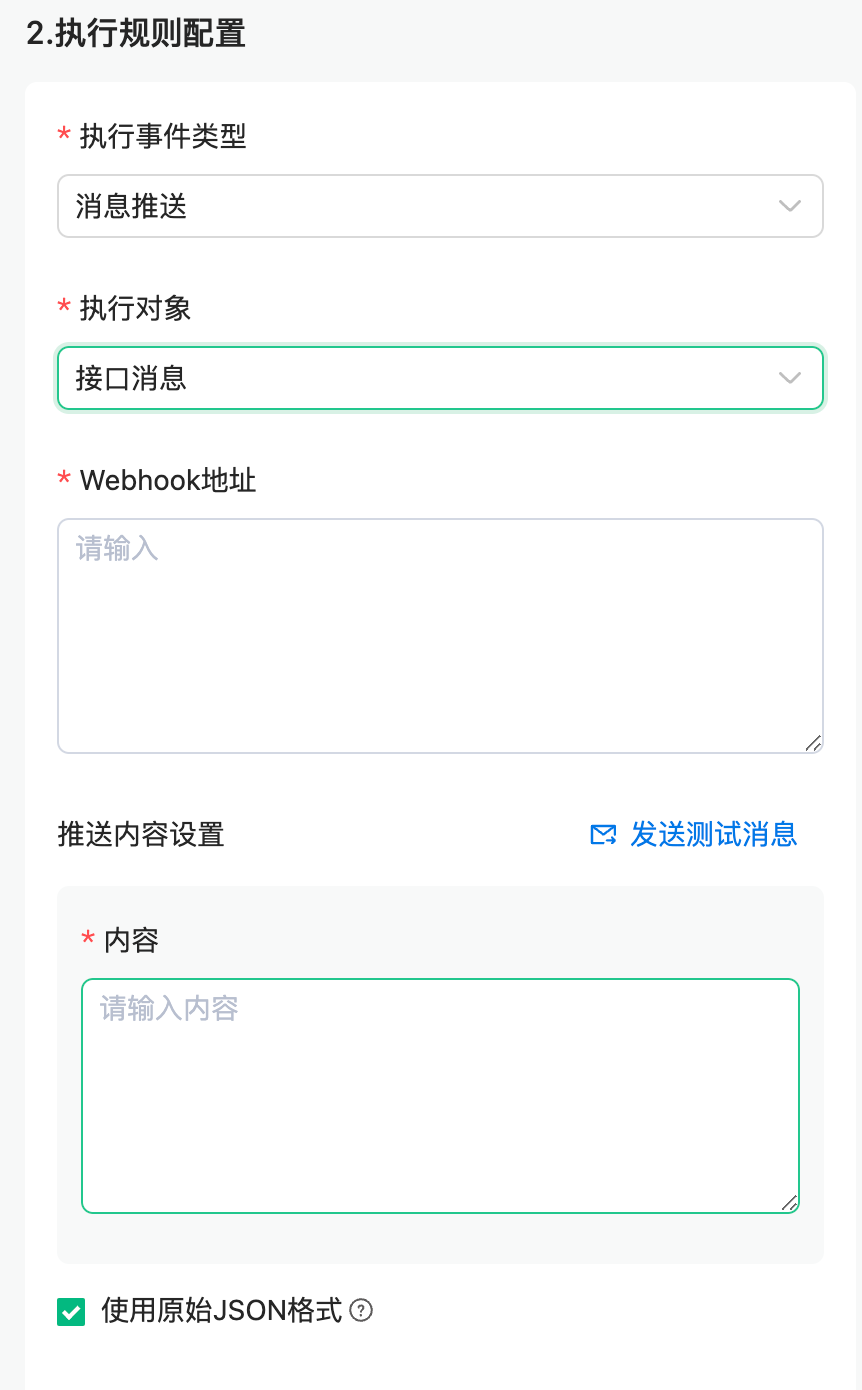 2.执行规则配置
* 执行事件类型
消息推送
* 执行对象
接口消息
* Webhook地址
请输入
推送内容设置
发送测试消息
* 内容
请输入内容
使用原始JSON格式